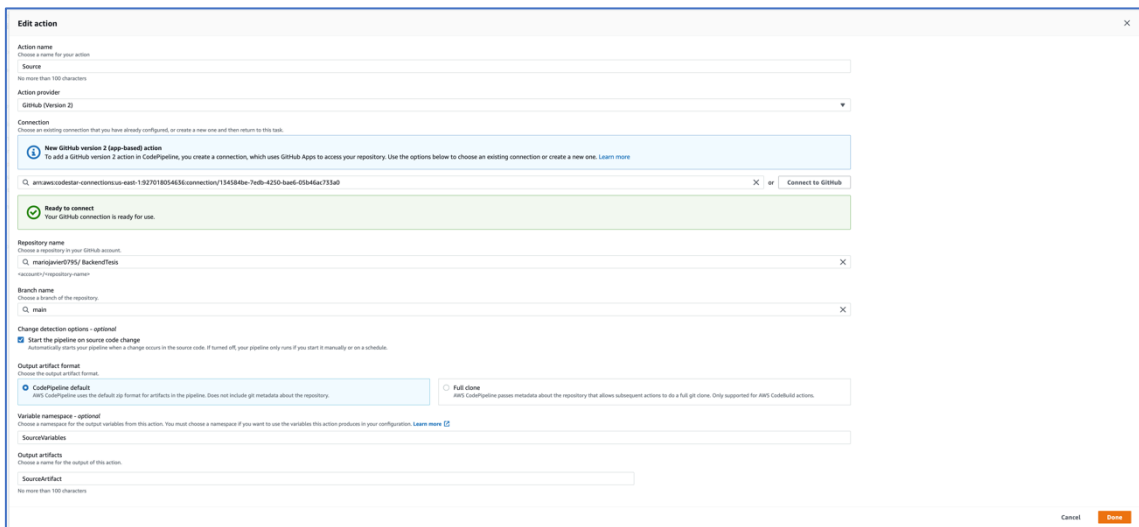 Edit action
Action name
Choose a name for your action
Source
No more than 100 characters
Action provider
GitHub (Version 2)
Connection
Choose an existing connection that you have already configured, or create a new one and then return to this task.
New GitHub version 2 (app-based) action
To add a GitHub version 2 action in CodePipeline, you create a connection, which uses GitHub Apps to access your repository. Use the options below to choose an existing connection or create a new one. Learn more
arn:aws:codestar-connections:us-east-1:927018054636:connection/134584be-7edb-4250-bae6-05b46ac733a0 or Connect to GitHub
Ready to connect
Your GitHub connection is ready for use.
Repository name
Choose a repository in your GitHub account.
mariojavier0795/ BackendTesis
<account>/<repository-name>
Branch name
Choose a branch of the repository.
main
Change detection options - optional
Start the pipeline on source code change
Automatically starts your pipeline when a change occurs in the source code. If turned off, your pipeline only runs if you start it manually or on a schedule.
Output artifact format
Choose the output artifact format.
CodePipeline default Full clone
AWS CodePipeline uses the default zip format for artifacts in the pipeline. Does not include git metadata about the repository. AWS CodePipeline passes metadata about the repository that allows subsequent actions to do a full git clone. Only supported for AWS CodeBuild actions.
Variable namespace - optional
Choose a namespace for the output variables from this action. You must choose a namespace if you want to use the variables this action produces in your configuration. Learn more
SourceVariables
Output artifacts
Choose a name for the output of this action.
SourceArtifact
No more than 100 characters
Cancel Done